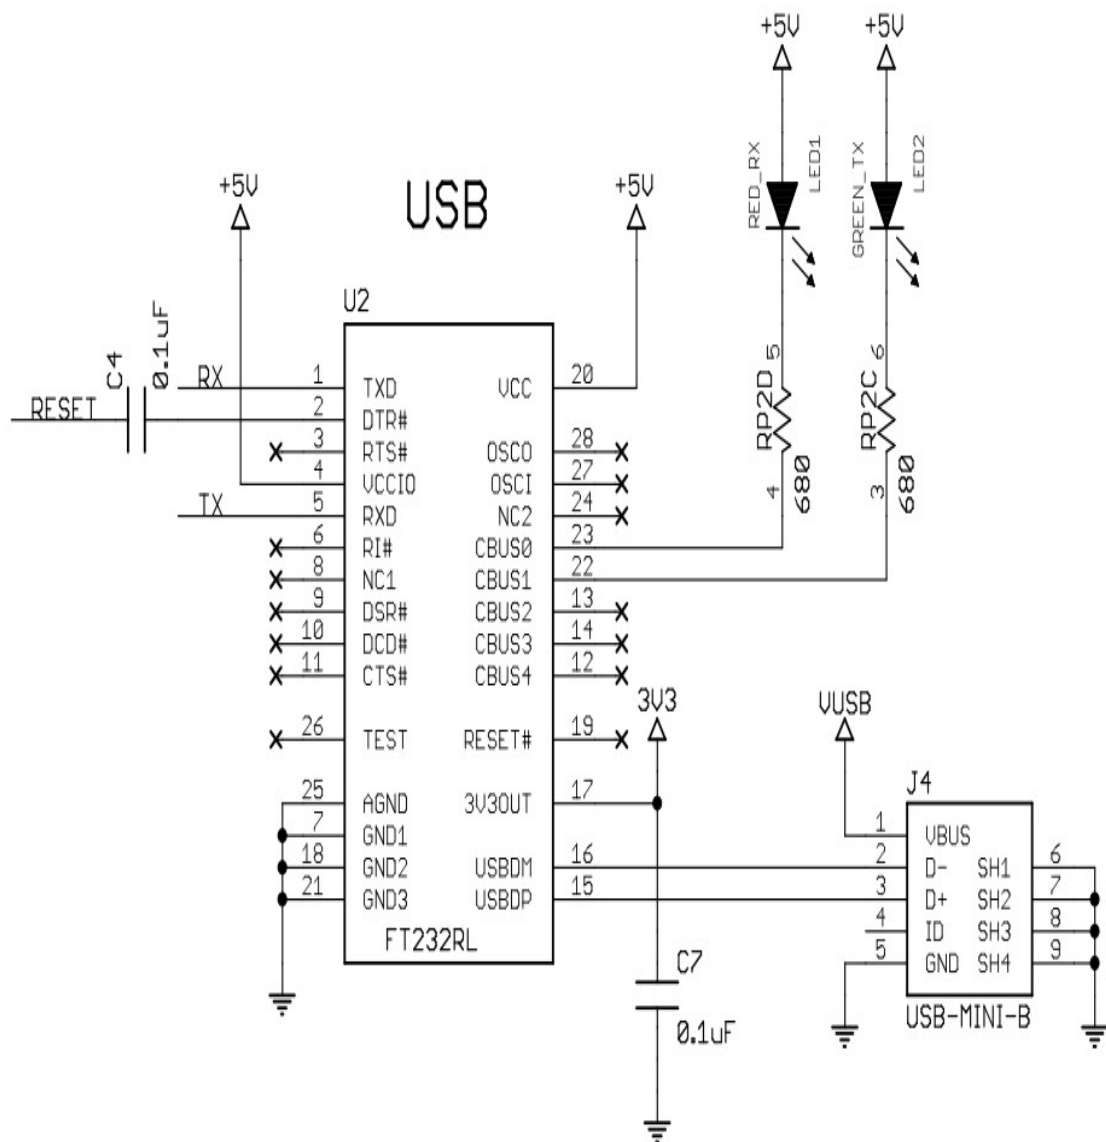 +5V
+5V
RED_RX
LED1
GREEN_TX
LED2
+5V
USB
+5V
U2
C4
0.1uF
RX
RESET
TX
1 TXD
2 DTR#
3 RTS#
4 VCCIO
5 RXD
6 RI#
8 NC1
9 DSR#
10 DCD#
11 CTS#
26 TEST
25 AGND
7 GND1
18 GND2
21 GND3
VCC 20
OSCO 28
OSCI 27
NC2 24
CBUS0 23
CBUS1 22
CBUS2 13
CBUS3 14
CBUS4 12
RESET# 19
3V3OUT 17
USBDM 16
USBDP 15
FT232RL
5
RP2D
4
680
6
RP2C
3
680
3V3
C7
0.1uF
VUSB
J4
1 VBUS
2 D- SH1 6
3 D+ SH2 7
4 ID SH3 8
5 GND SH4 9
USB-MINI-B